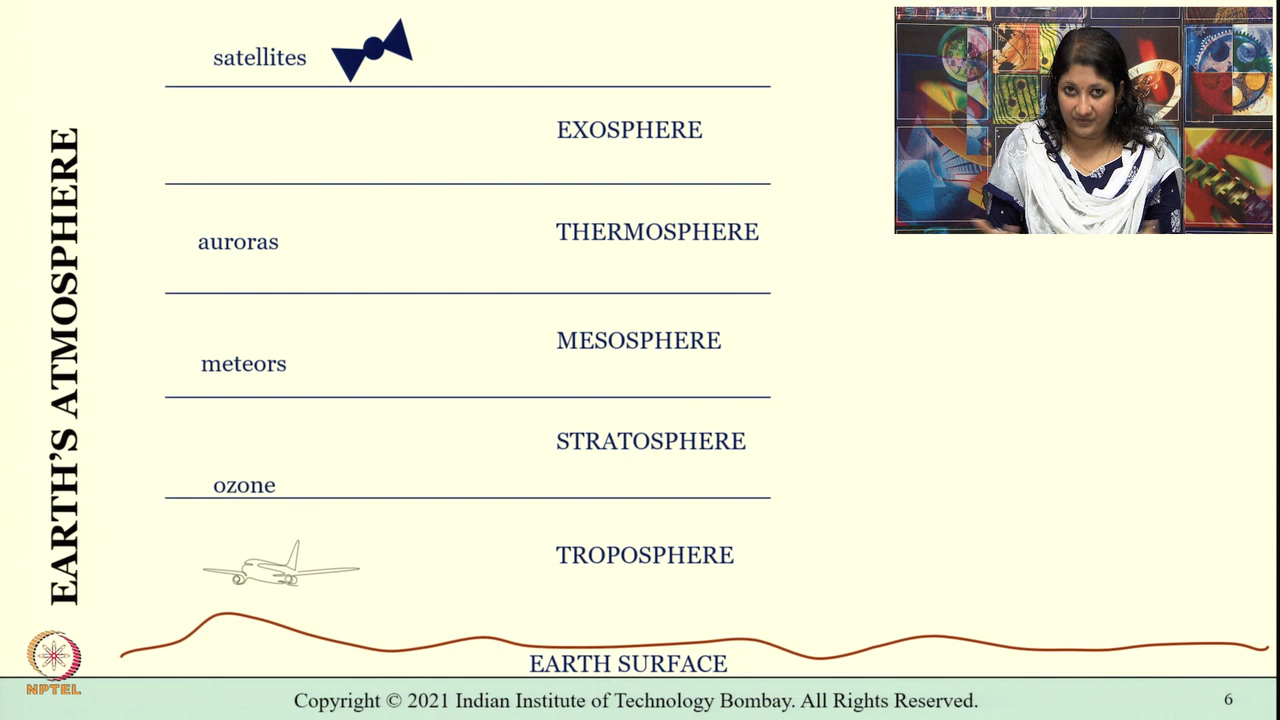 satellites
EXOSPHERE
auroras
THERMOSPHERE
meteors
MESOSPHERE
ozone
STRATOSPHERE
TROPOSPHERE
EARTH SURFACE
EARTH'S ATMOSPHERE
NPTEL
Copyright © 2021 Indian Institute of Technology Bombay. All Rights Reserved.
6